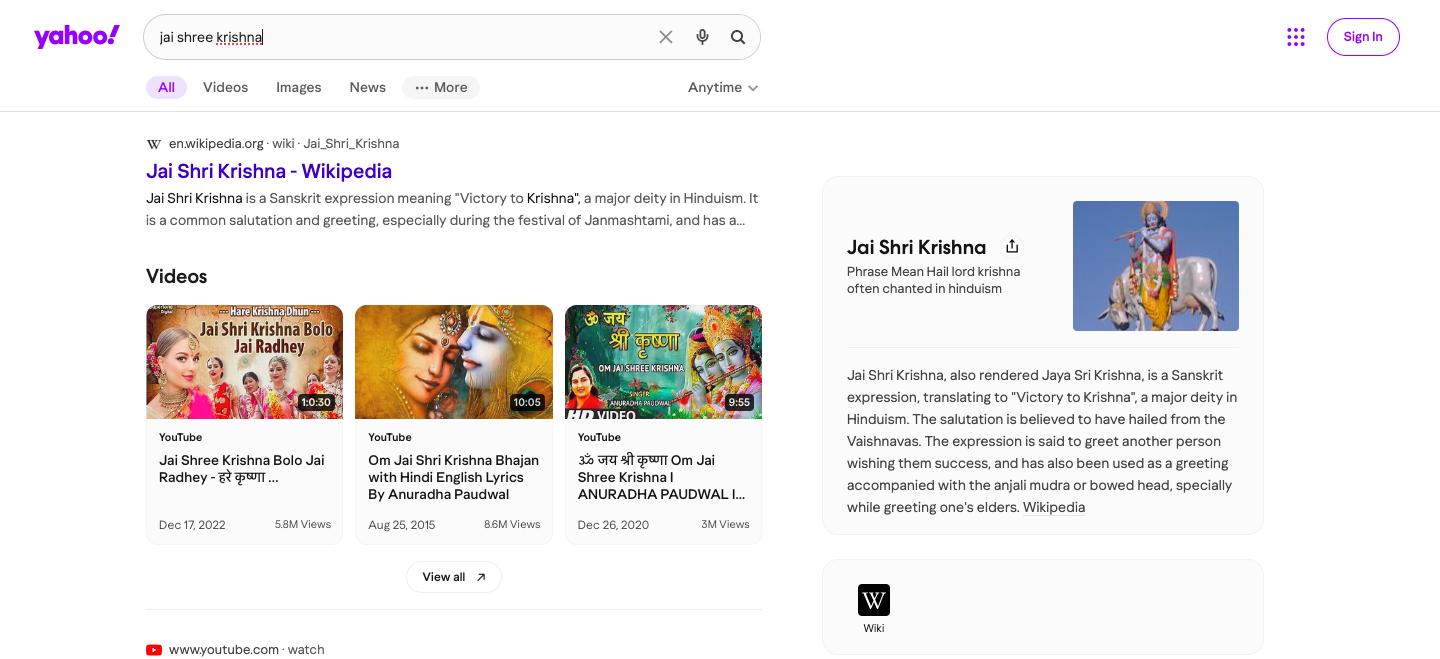 yahoo!
jai shree krishna
Sign In
All
Videos
Images
News
More
Anytime
en.wikipedia.org · wiki · Jai_Shri_Krishna
Jai Shri Krishna - Wikipedia
Jai Shri Krishna is a Sanskrit expression meaning "Victory to Krishna", a major deity in Hinduism. It
is a common salutation and greeting, especially during the festival of Janmashtami, and has a...
Videos
--- Hare Krishna Dhun ---
Jai Shri Krishna Bolo
Jai Radhey
1:0:30
YouTube
Jai Shree Krishna Bolo Jai
Radhey - हरे कृष्णा ...
Dec 17, 2022
5.8M Views
10:05
YouTube
Om Jai Shri Krishna Bhajan
with Hindi English Lyrics
By Anuradha Paudwal
Aug 25, 2015
8.6M Views
ॐ जय
श्री कृष्णा
OM JAI SHREE KRISHNA
SINGER
ANURADHA PAUDWAL
HD VIDEO
9:55
YouTube
ॐ जय श्री कृष्णा Om Jai
Shree Krishna I
ANURADHA PAUDWAL I...
Dec 26, 2020
3M Views
View all
www.youtube.com · watch
Jai Shri Krishna
Phrase Mean Hail lord krishna
often chanted in hinduism
Jai Shri Krishna, also rendered Jaya Sri Krishna, is a Sanskrit
expression, translating to "Victory to Krishna", a major deity in
Hinduism. The salutation is believed to have hailed from the
Vaishnavas. The expression is said to greet another person
wishing them success, and has also been used as a greeting
accompanied with the anjali mudra or bowed head, specially
while greeting one's elders. Wikipedia
W
Wiki